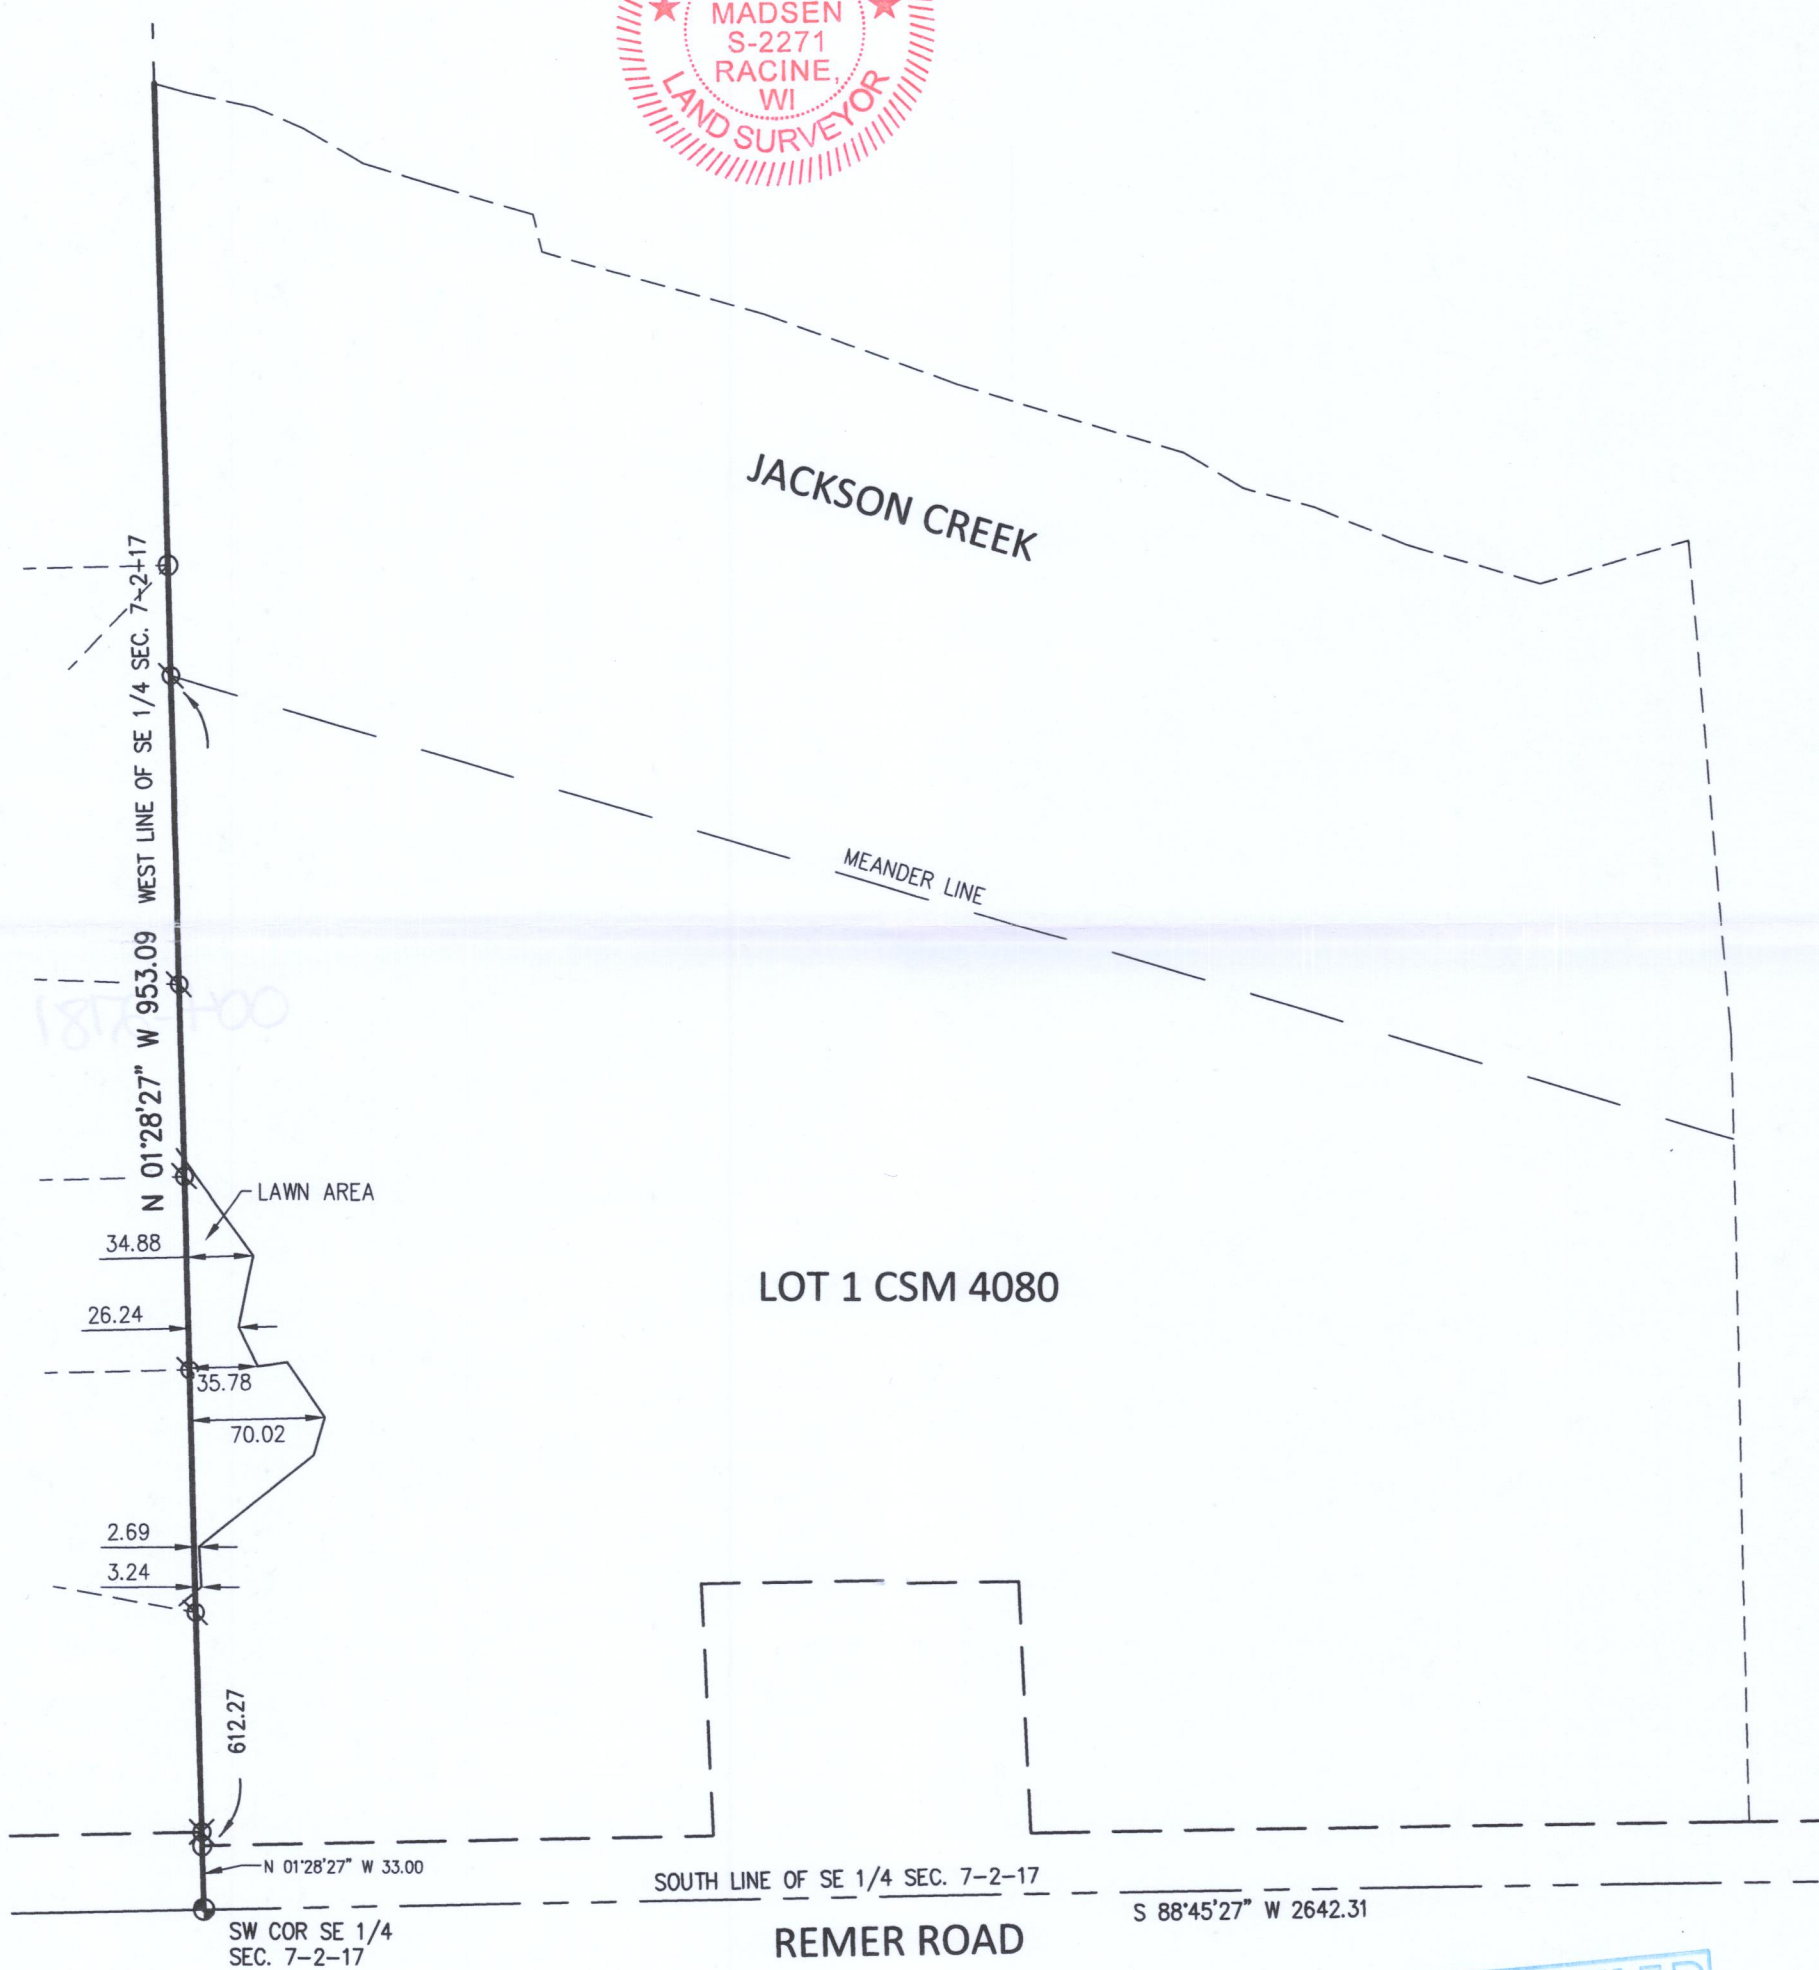 MADSEN
S-2271
RACINE,
WI
LAND SURVEYOR
JACKSON CREEK
N 01°28'27" W 953.09 WEST LINE OF SE 1/4 SEC. 7-2-17
MEANDER LINE
LAWN AREA
34.88
LOT 1 CSM 4080
26.24
35.78
70.02
2.69
3.24
612.27
N 01°28'27" W 33.00
SOUTH LINE OF SE 1/4 SEC. 7-2-17
S 88°45'27" W 2642.31
SW COR SE 1/4
SEC. 7-2-17
REMER ROAD